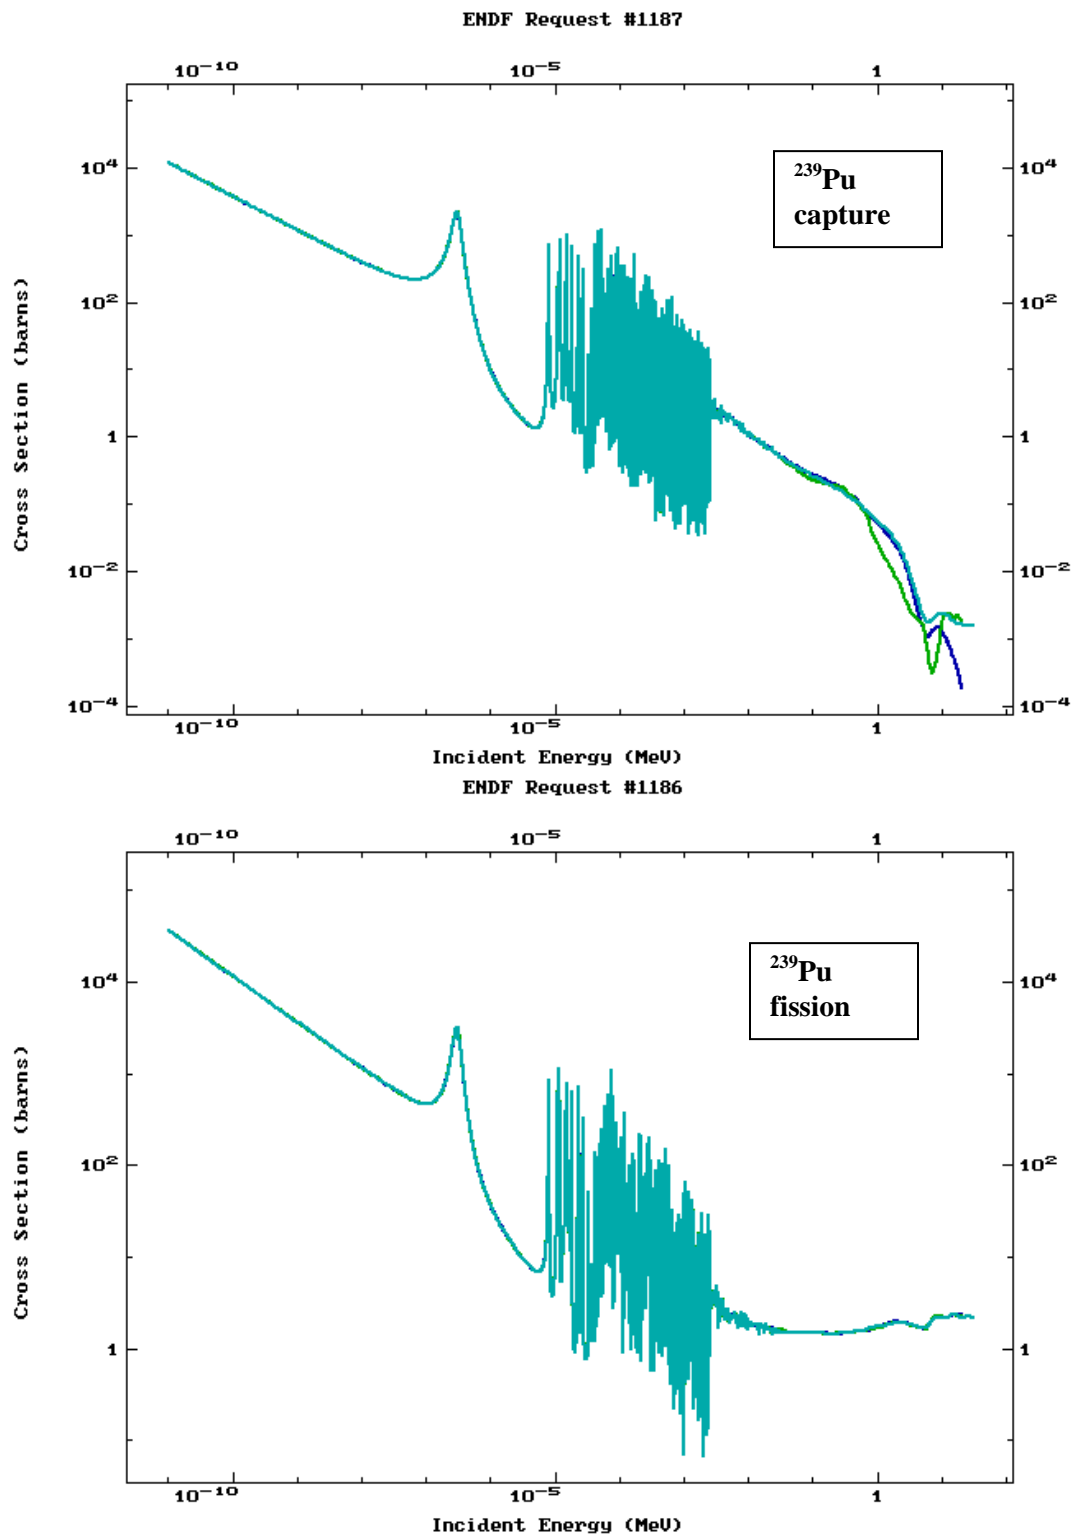 ENDF Request #1187
10-10 10-5 1
239Pu
capture
104 104
102 102
1 1
10-2 10-2
10-4 10-4
Cross Section (barns)
10-10 10-5 1
Incident Energy (MeV)
ENDF Request #1186
10-10 10-5 1
239Pu
fission
104 104
102 102
1 1
Cross Section (barns)
10-10 10-5 1
Incident Energy (MeV)